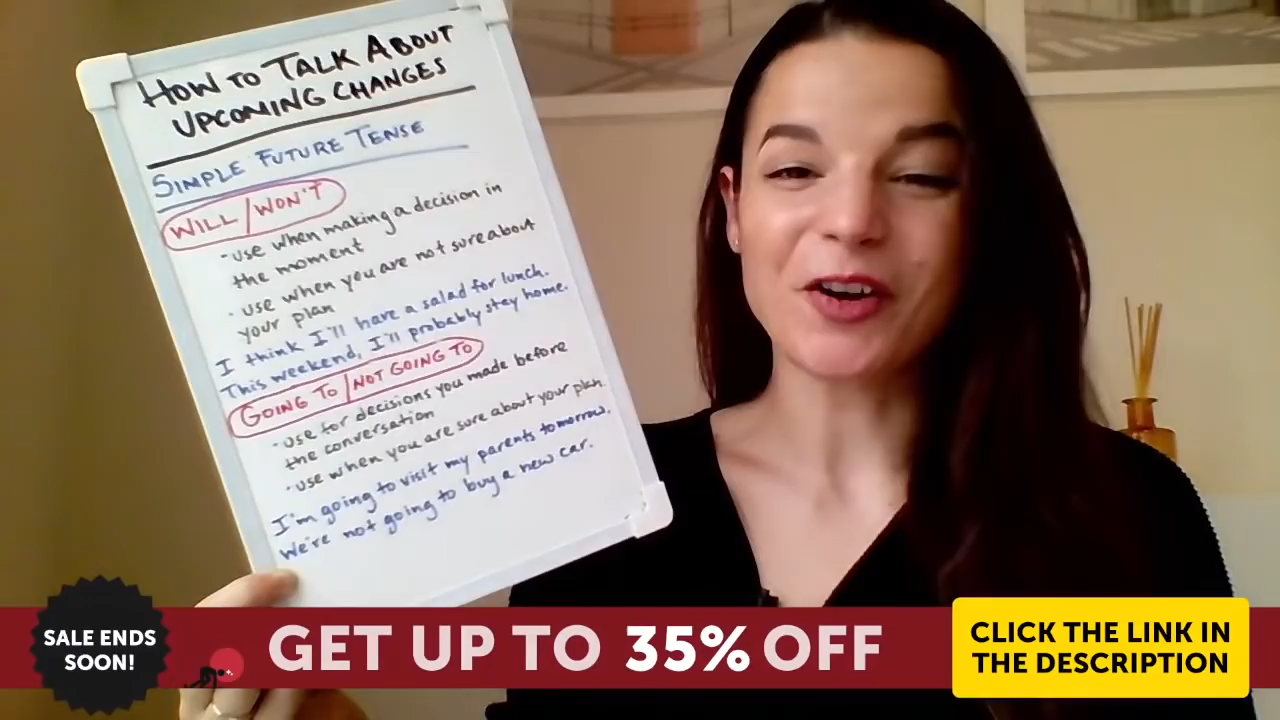 HOW TO TALK ABOUT
UPCOMING CHANGES
SIMPLE FUTURE TENSE
WILL/WON'T
-use when making a decision in
the moment
· use when you are not sure about
your plan
I think I'll have a salad for lunch.
This weekend, I'll probably stay home.
GOING TO/NOT GOING TO
·use for decisions you made before
the conversation
·use when you are sure about your plan.
I'm going to visit my parents tomorrow.
We're not going to buy a new car.
SALE ENDS
SOON!
GET UP TO 35% OFF
CLICK THE LINK IN
THE DESCRIPTION